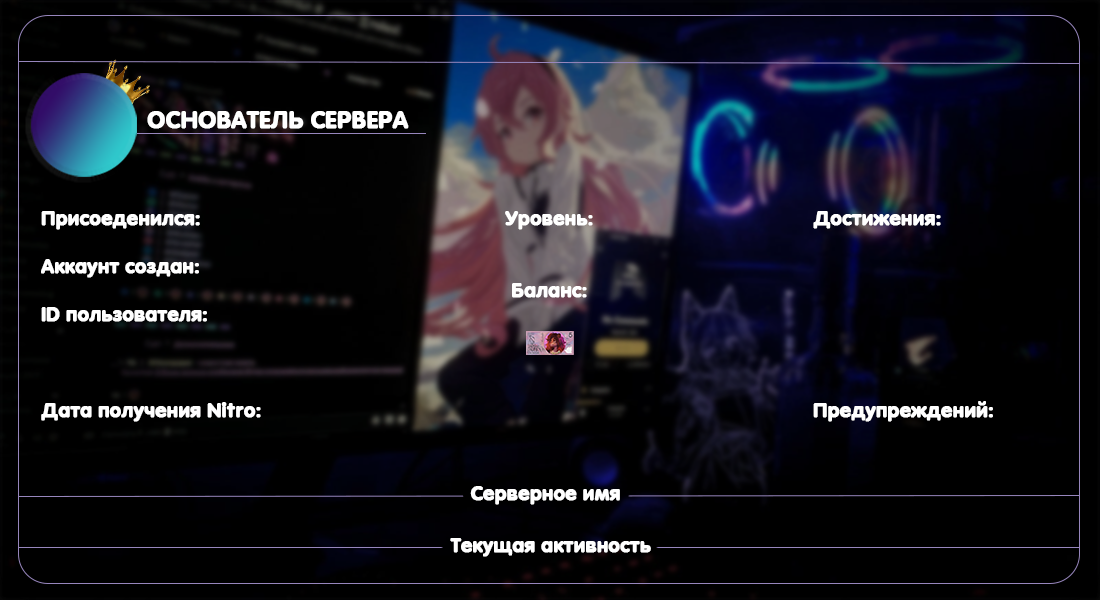 ОСНОВАТЕЛЬ СЕРВЕРА
Присоеденился:
Уровень:
Достижения:
Аккаунт создан:
Баланс:
ID пользователя:
Дата получения Nitro:
Предупреждений:
Серверное имя
Текущая активность